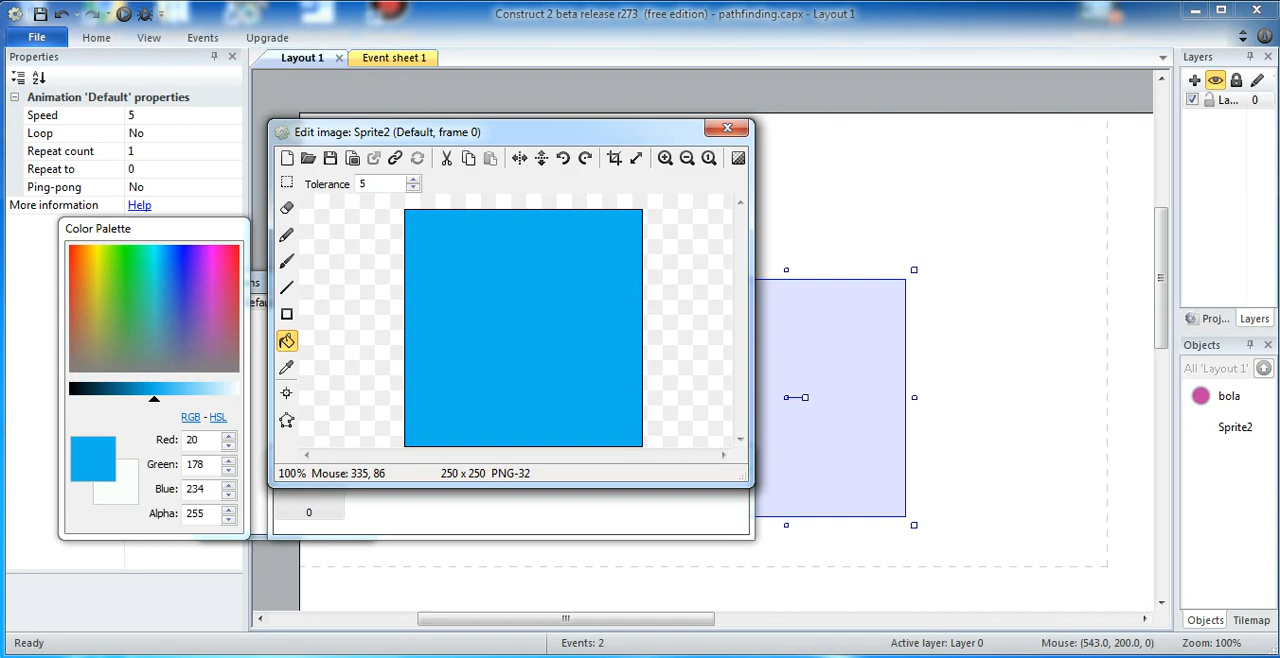 Construct 2 beta release r273 (free edition) - pathfinding.capx - Layout 1
File Home View Events Upgrade
Properties
Animation 'Default' properties
Speed 5
Loop No
Repeat count 1
Repeat to 0
Ping-pong No
More information Help
Color Palette
RGB - HSL
Red: 20
Green: 178
Blue: 234
Alpha: 255
Layout 1 Event sheet 1
Edit image: Sprite2 (Default, frame 0)
Tolerance 5
100% Mouse: 335, 86 250 x 250 PNG-32
0
Layers
La... 0
Proj... Layers
Objects
All 'Layout 1'
bola
Sprite2
Objects Tilemap
Ready Events: 2 Active layer: Layer 0 Mouse: (543.0, 200.0, 0) Zoom: 100%